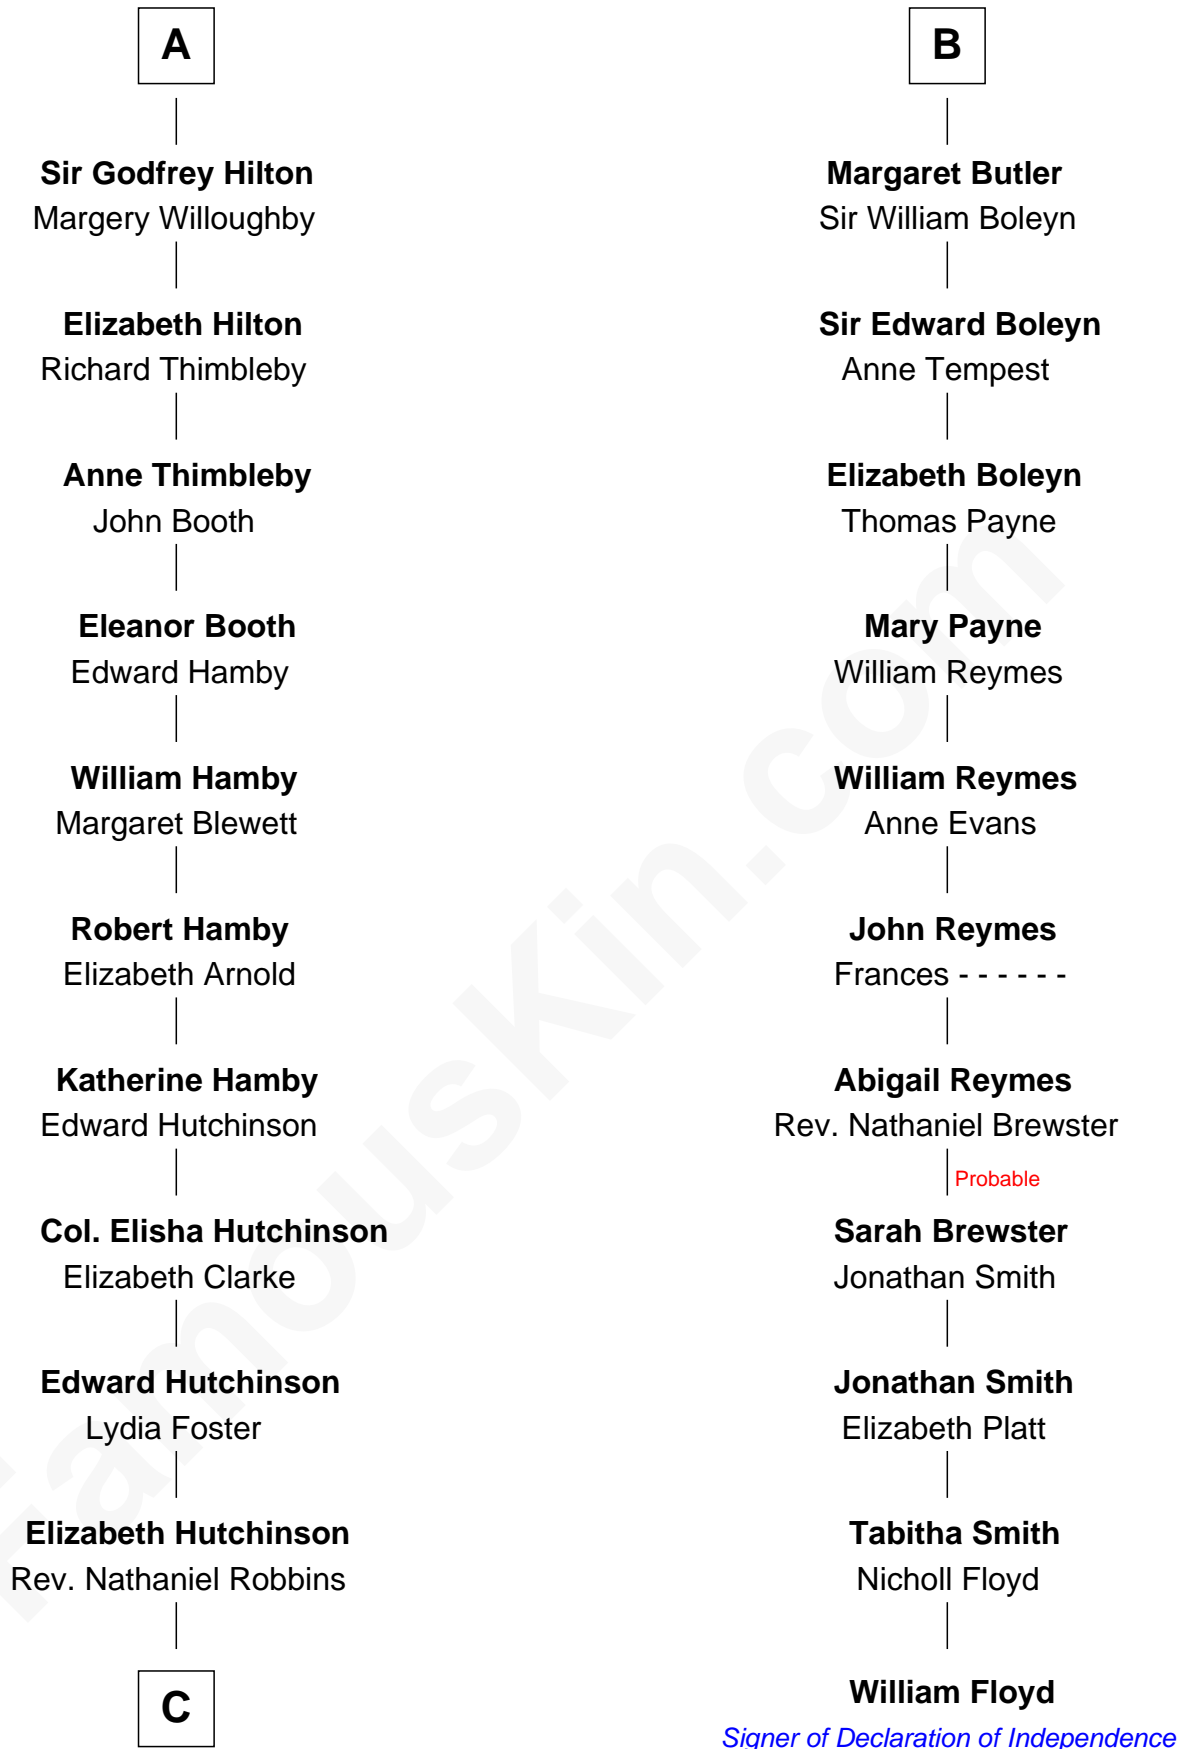 A
Sir Godfrey Hilton
Margery Willoughby
Elizabeth Hilton
Richard Thimbleby
Anne Thimbleby
John Booth
Eleanor Booth
Edward Hamby
William Hamby
Margaret Blewett
Robert Hamby
Elizabeth Arnold
Katherine Hamby
Edward Hutchinson
Col. Elisha Hutchinson
Elizabeth Clarke
Edward Hutchinson
Lydia Foster
Elizabeth Hutchinson
Rev. Nathaniel Robbins
C
B
Margaret Butler
Sir William Boleyn
Sir Edward Boleyn
Anne Tempest
Elizabeth Boleyn
Thomas Payne
Mary Payne
William Reymes
William Reymes
Anne Evans
John Reymes
Frances - - - - - -
Abigail Reymes
Rev. Nathaniel Brewster
Probable
Sarah Brewster
Jonathan Smith
Jonathan Smith
Elizabeth Platt
Tabitha Smith
Nicholl Floyd
William Floyd
Signer of Declaration of Independence
FamousKin.com